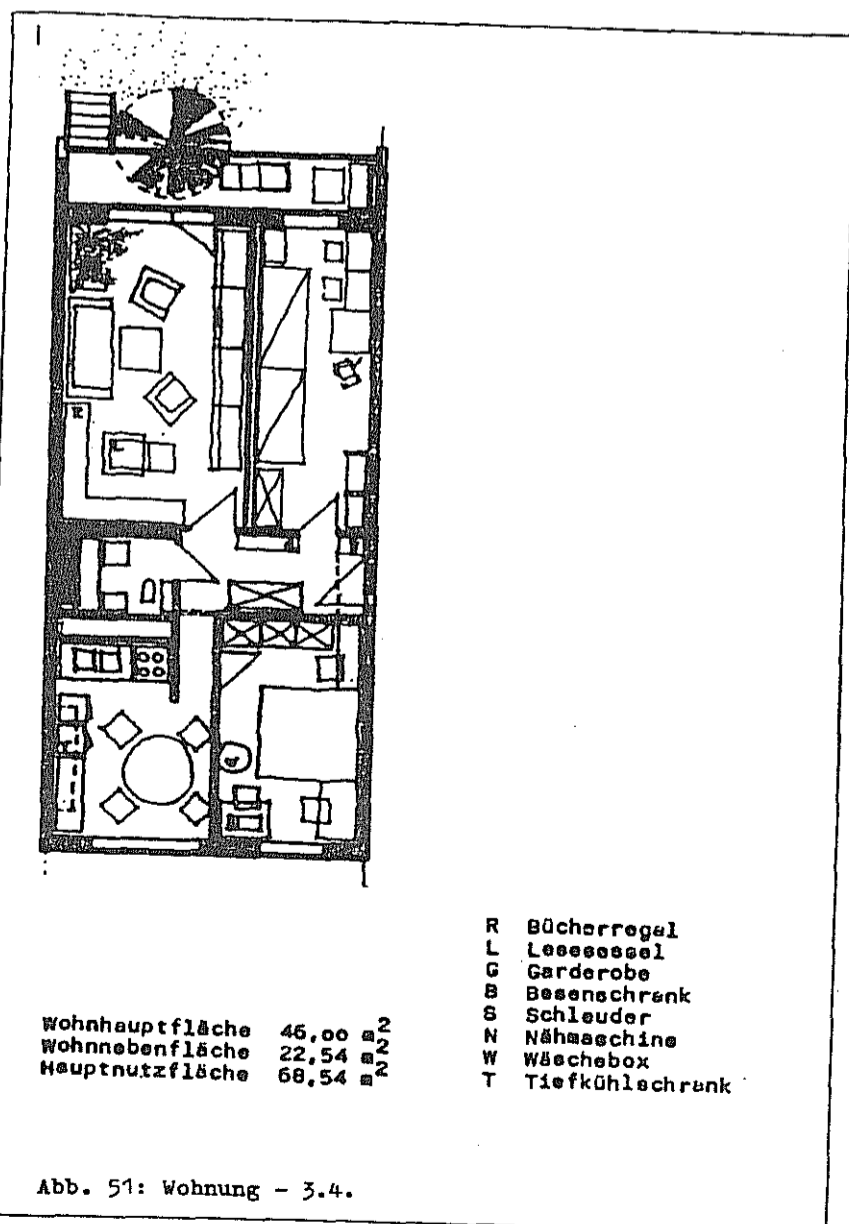 R Bücherregal
L Lesesessel
G Garderobe
B Besenschrank
S Schleuder
N Nähmaschine
W Wäschebox
T Tiefkühlschrank
Wohnhauptfläche 46,00 m²
Wohnnebenfläche 22,54 m²
Hauptnutzfläche 68,54 m²
Abb. 51: Wohnung - 3.4.